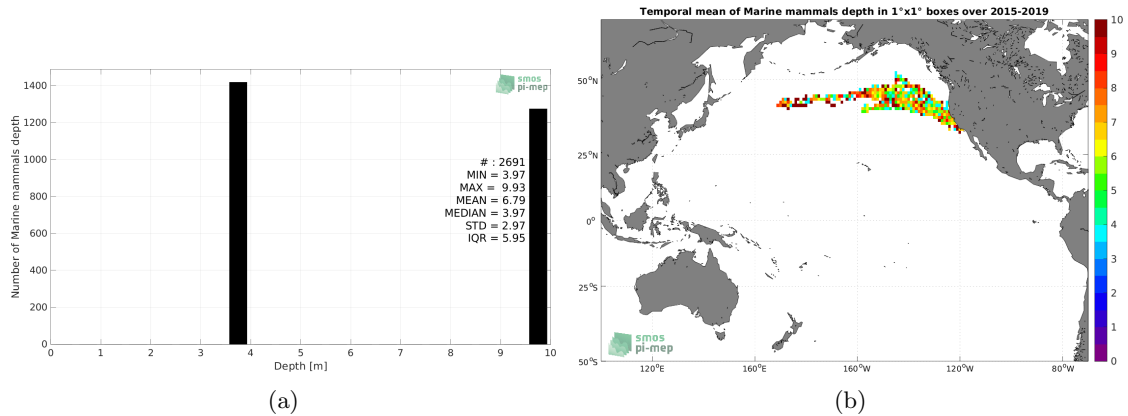 1400
1200
1000
800
600
400
200
0
Number of Marine mammals depth
smos
pi-mep
# : 2691
MIN = 3.97
MAX = 9.93
MEAN = 6.79
MEDIAN = 3.97
STD = 2.97
IQR = 5.95
0 1 2 3 4 5 6 7 8 9 10
Depth [m]
(a)
Temporal mean of Marine mammals depth in 1°x1° boxes over 2015-2019
50°N
25°N
0°
25°S
50°S
smos
pi-mep
120°E 160°E 160°W 120°W 80°W
10
9
8
7
6
5
4
3
2
1
0
(b)